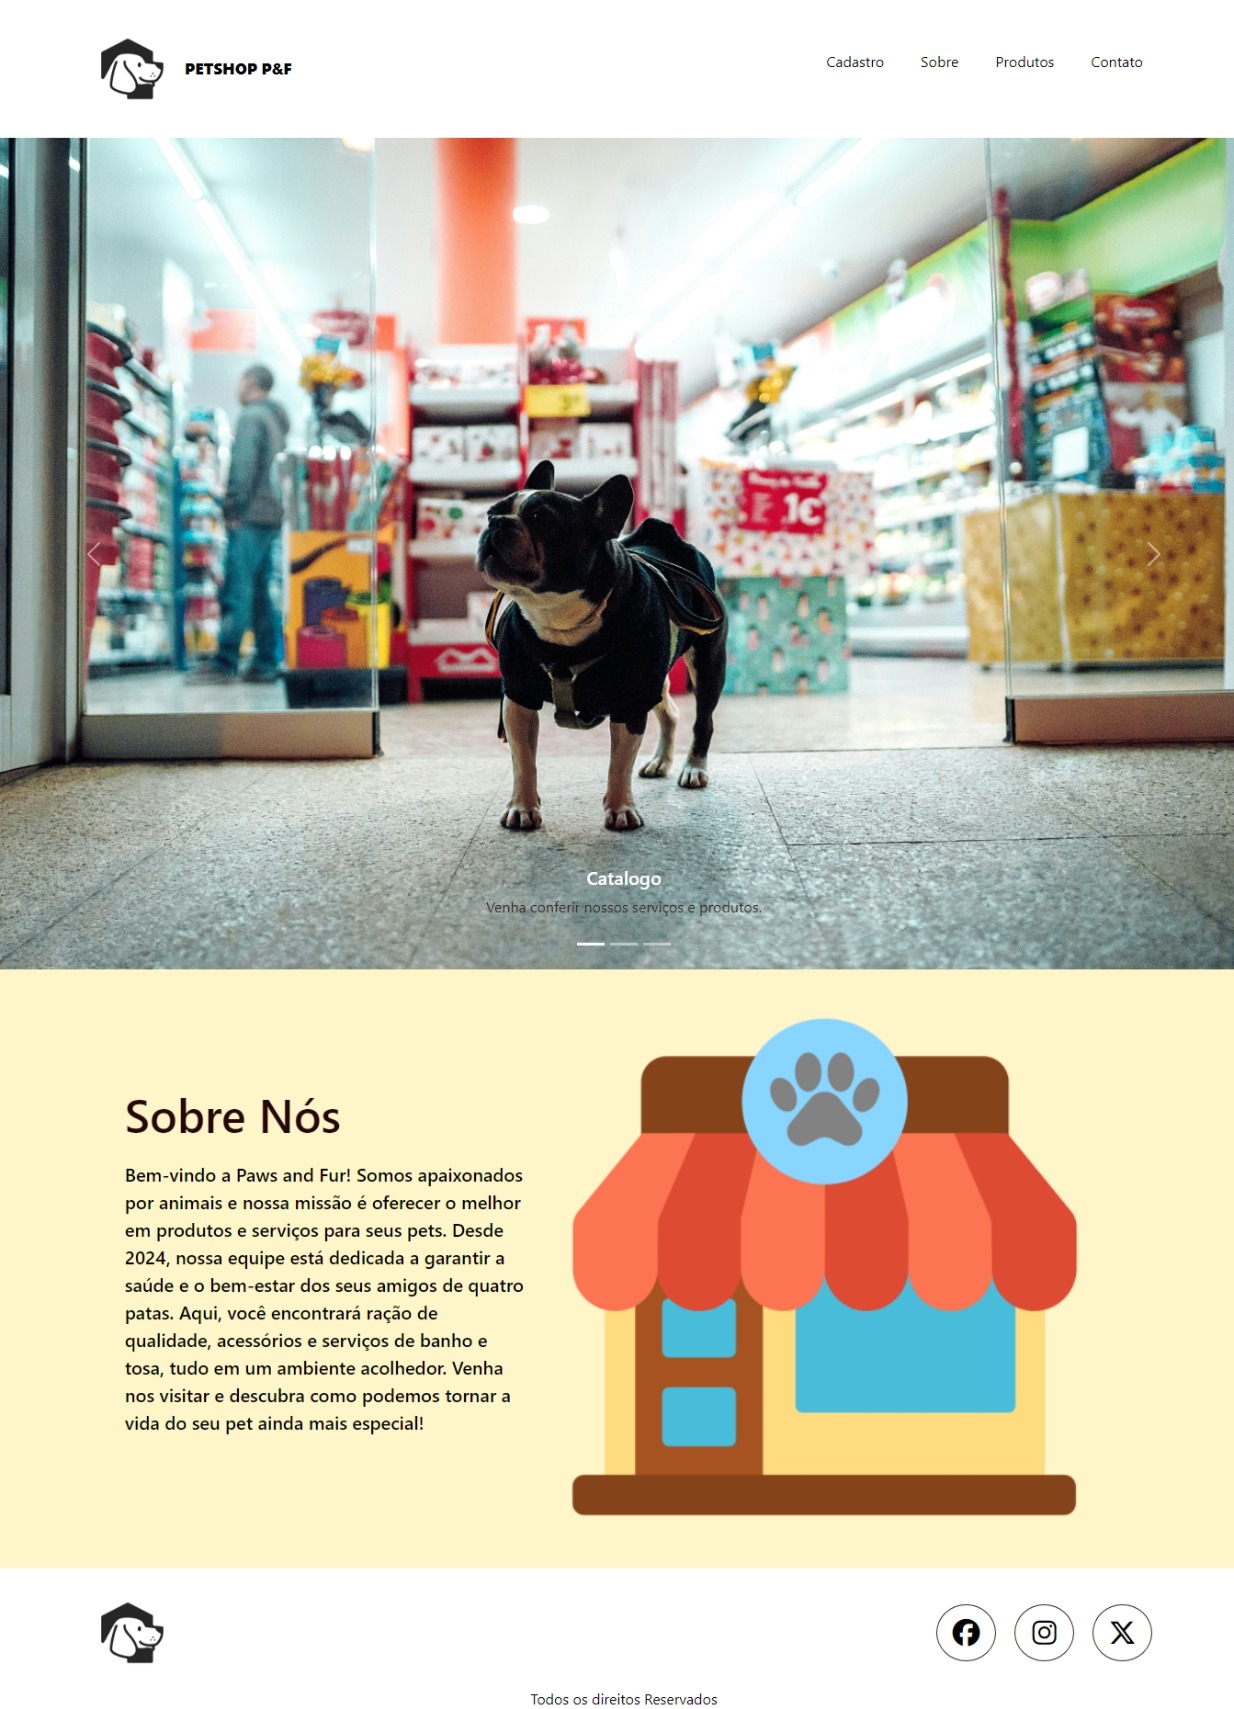 PETSHOP P&F
Cadastro Sobre Produtos Contato
1€
Catalogo
Venha conferir nossos serviços e produtos.
Sobre Nós
Bem-vindo a Paws and Fur! Somos apaixonados
por animais e nossa missão é oferecer o melhor
em produtos e serviços para seus pets. Desde
2024, nossa equipe está dedicada a garantir a
saúde e o bem-estar dos seus amigos de quatro
patas. Aqui, você encontrará ração de
qualidade, acessórios e serviços de banho e
tosa, tudo em um ambiente acolhedor. Venha
nos visitar e descubra como podemos tornar a
vida do seu pet ainda mais especial!
Todos os direitos Reservados